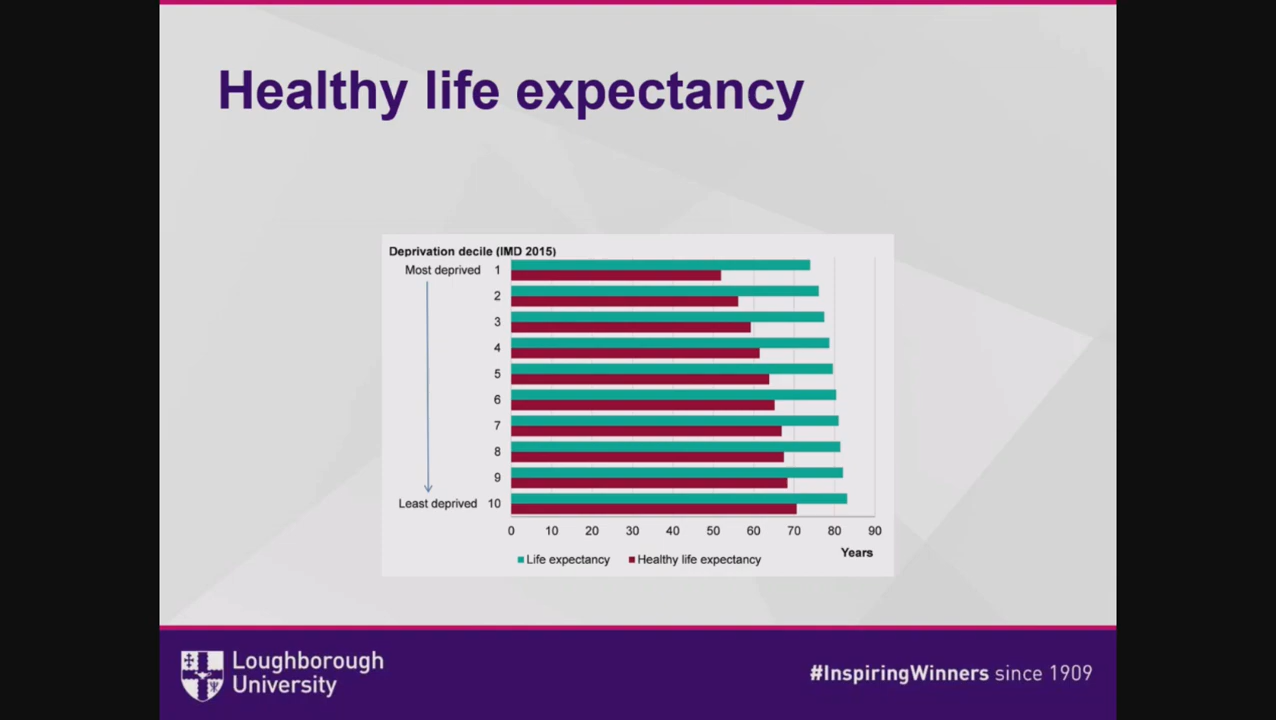 Healthy life expectancy
Deprivation decile (IMD 2015)
Most deprived 1
2
3
4
5
6
7
8
9
Least deprived 10
0 10 20 30 40 50 60 70 80 90
Years
Life expectancy Healthy life expectancy
Loughborough
University
#InspiringWinners since 1909